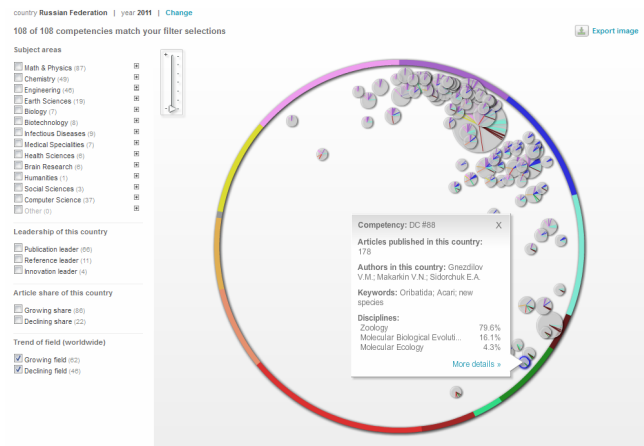 country Russian Federation | year 2011 | Change
108 of 108 competencies match your filter selections
Export image
Subject areas
Math & Physics (87)
Chemistry (49)
Engineering (46)
Earth Sciences (19)
Biology (7)
Biotechnology (8)
Infectious Diseases (9)
Medical Specialities (7)
Health Sciences (6)
Brain Research (6)
Humanities (1)
Social Sciences (3)
Computer Science (37)
Other (0)
Leadership of this country
Publication leader (66)
Reference leader (11)
Innovation leader (4)
Article share of this country
Growing share (86)
Declining share (22)
Trend of field (worldwide)
Growing field (62)
Declining field (46)
Competency: DC #88 X
Articles published in this country:
178
Authors in this country: Gnezdilov
V.M.; Makarkin V.N.; Sidorchuk E.A.
Keywords: Oribatida; Acari; new
species
Disciplines:
Zoology 79.6%
Molecular Biological Evoluti... 16.1%
Molecular Ecology 4.3%
More details »